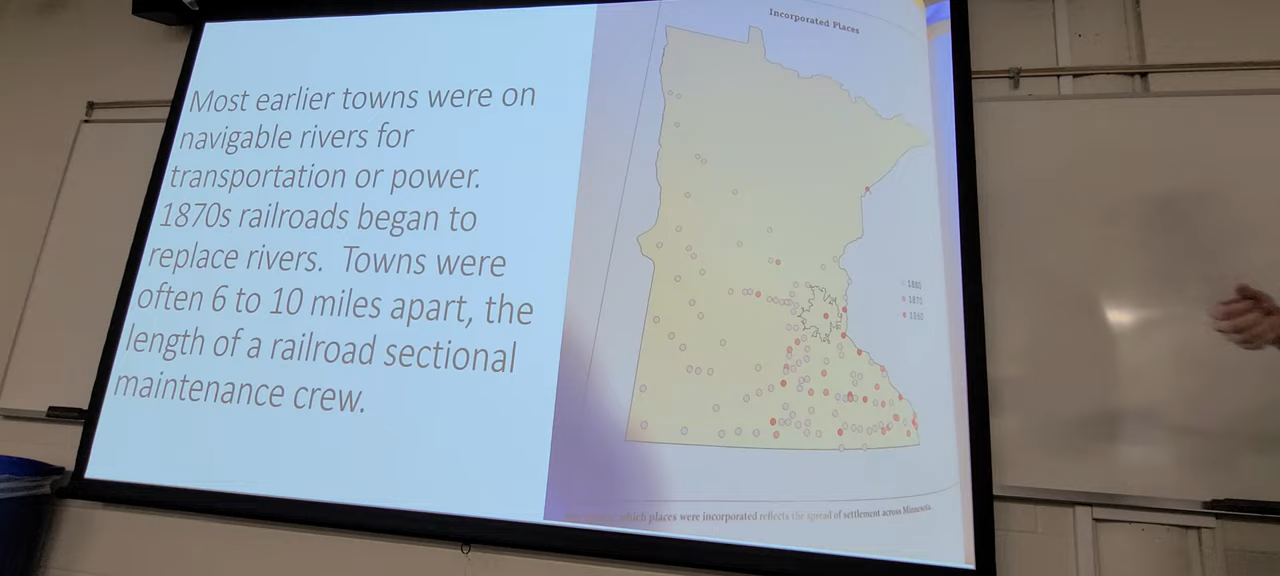 Most earlier towns were on
navigable rivers for
transportation or power.
1870s railroads began to
replace rivers. Towns were
often 6 to 10 miles apart, the
length of a railroad sectional
maintenance crew.
Incorporated Places
1880
1870
1860
which places were incorporated reflects the spread of settlement across Minnesota.